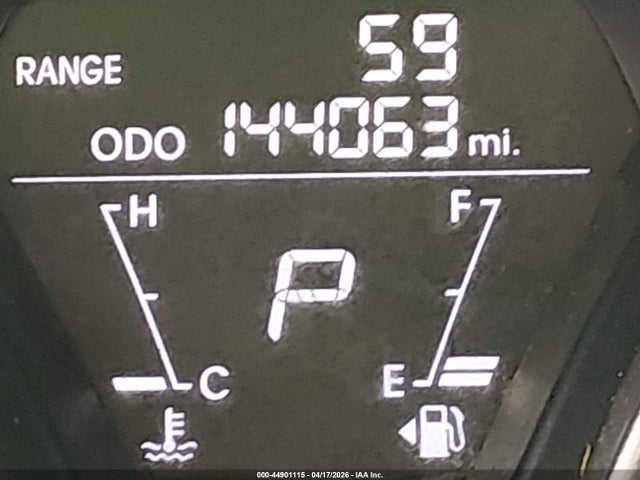 RANGE 59
ODO 144063 mi.
H F
P
C E
000-44901115 - 04/17/2026 - IAA Inc.